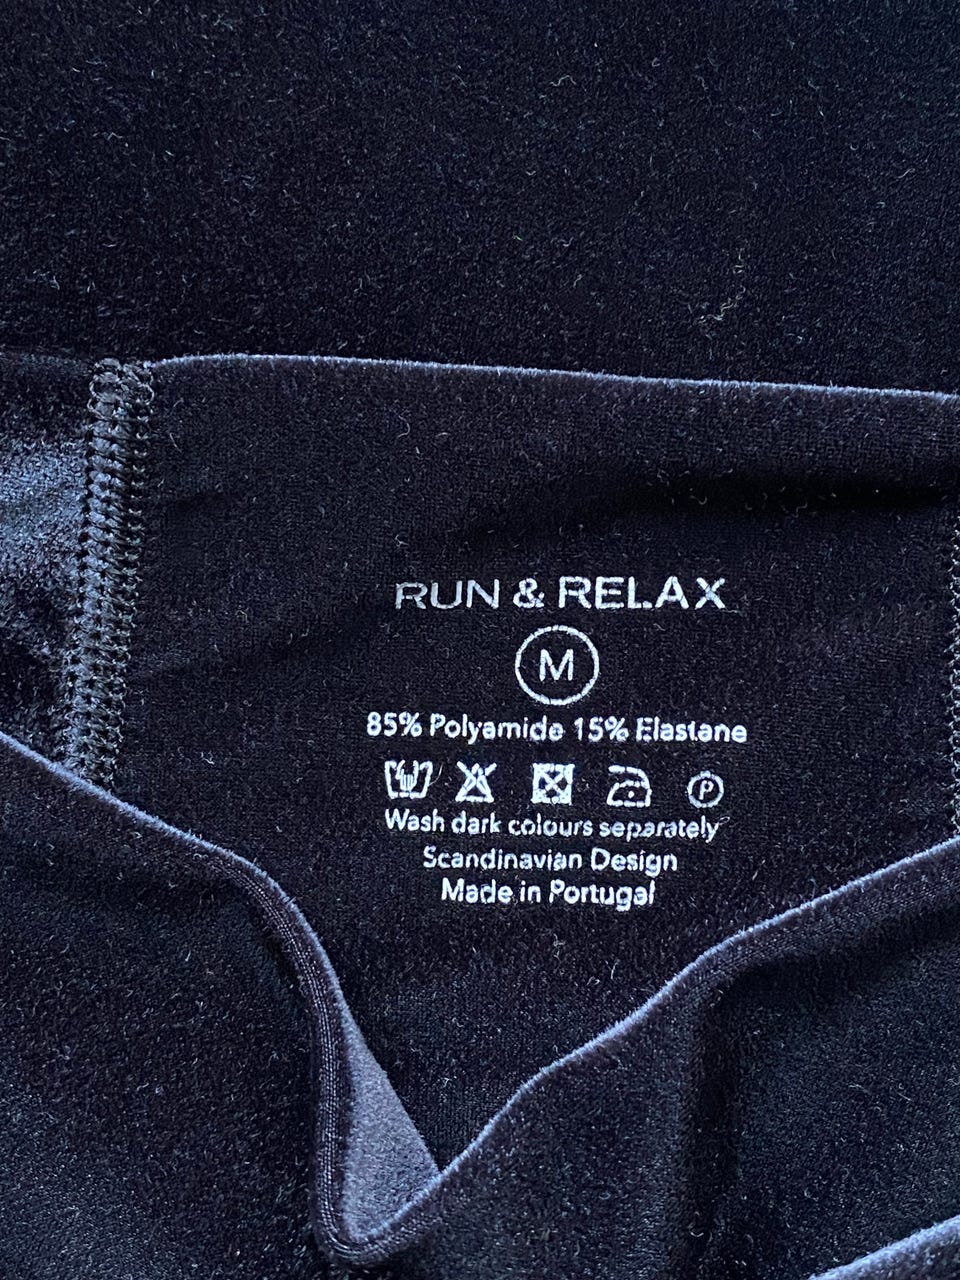 RUN & RELAX
M
85% Polyamide 15% Elastane
P
Wash dark colours separately
Scandinavian Design
Made in Portugal